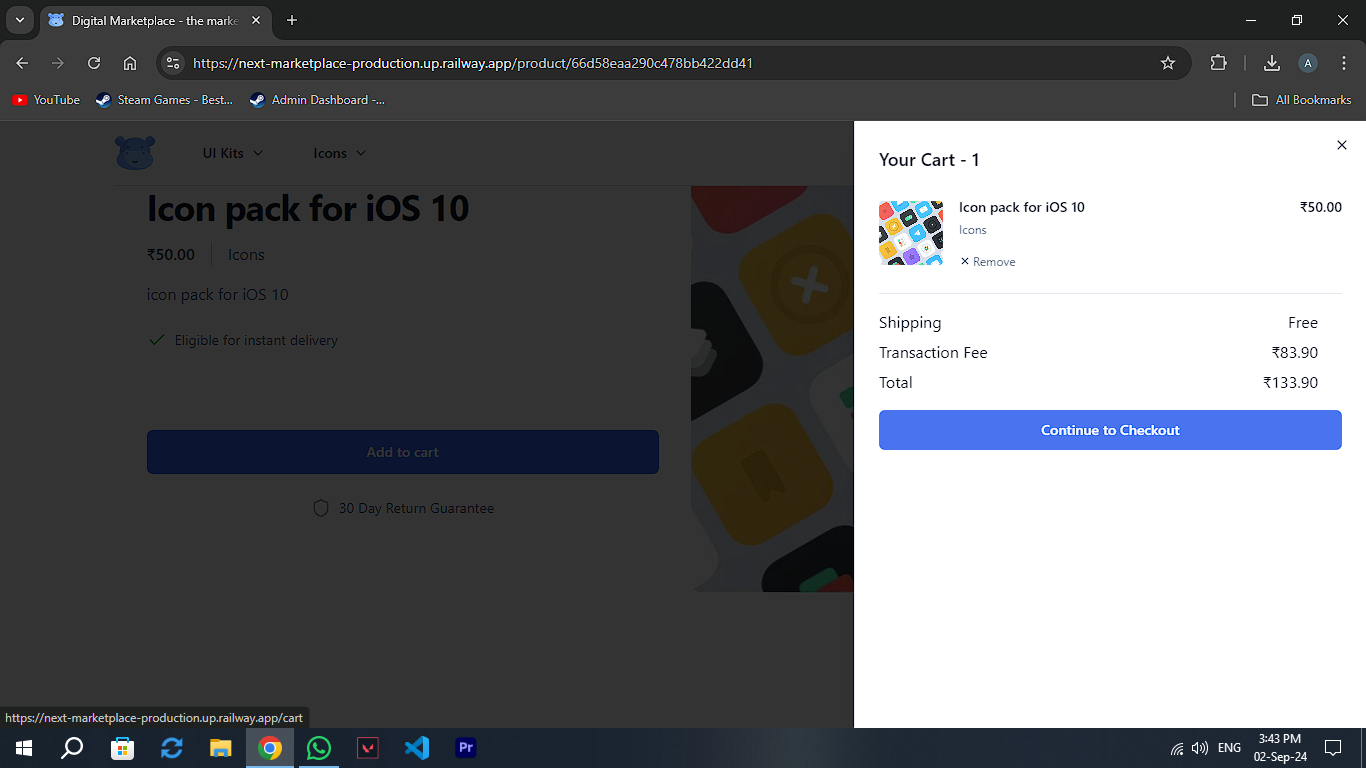 Digital Marketplace - the marke
https://next-marketplace-production.up.railway.app/product/66d58eaa290c478bb422dd41
A
YouTube
Steam Games - Best...
Admin Dashboard -...
All Bookmarks
UI Kits
Icons
Icon pack for iOS 10
₹50.00
Icons
icon pack for iOS 10
Eligible for instant delivery
Add to cart
30 Day Return Guarantee
Your Cart - 1
Icon pack for iOS 10
₹50.00
Icons
Remove
Shipping
Free
Transaction Fee
₹83.90
Total
₹133.90
Continue to Checkout
https://next-marketplace-production.up.railway.app/cart
Pr
ENG
3:43 PM
02-Sep-24